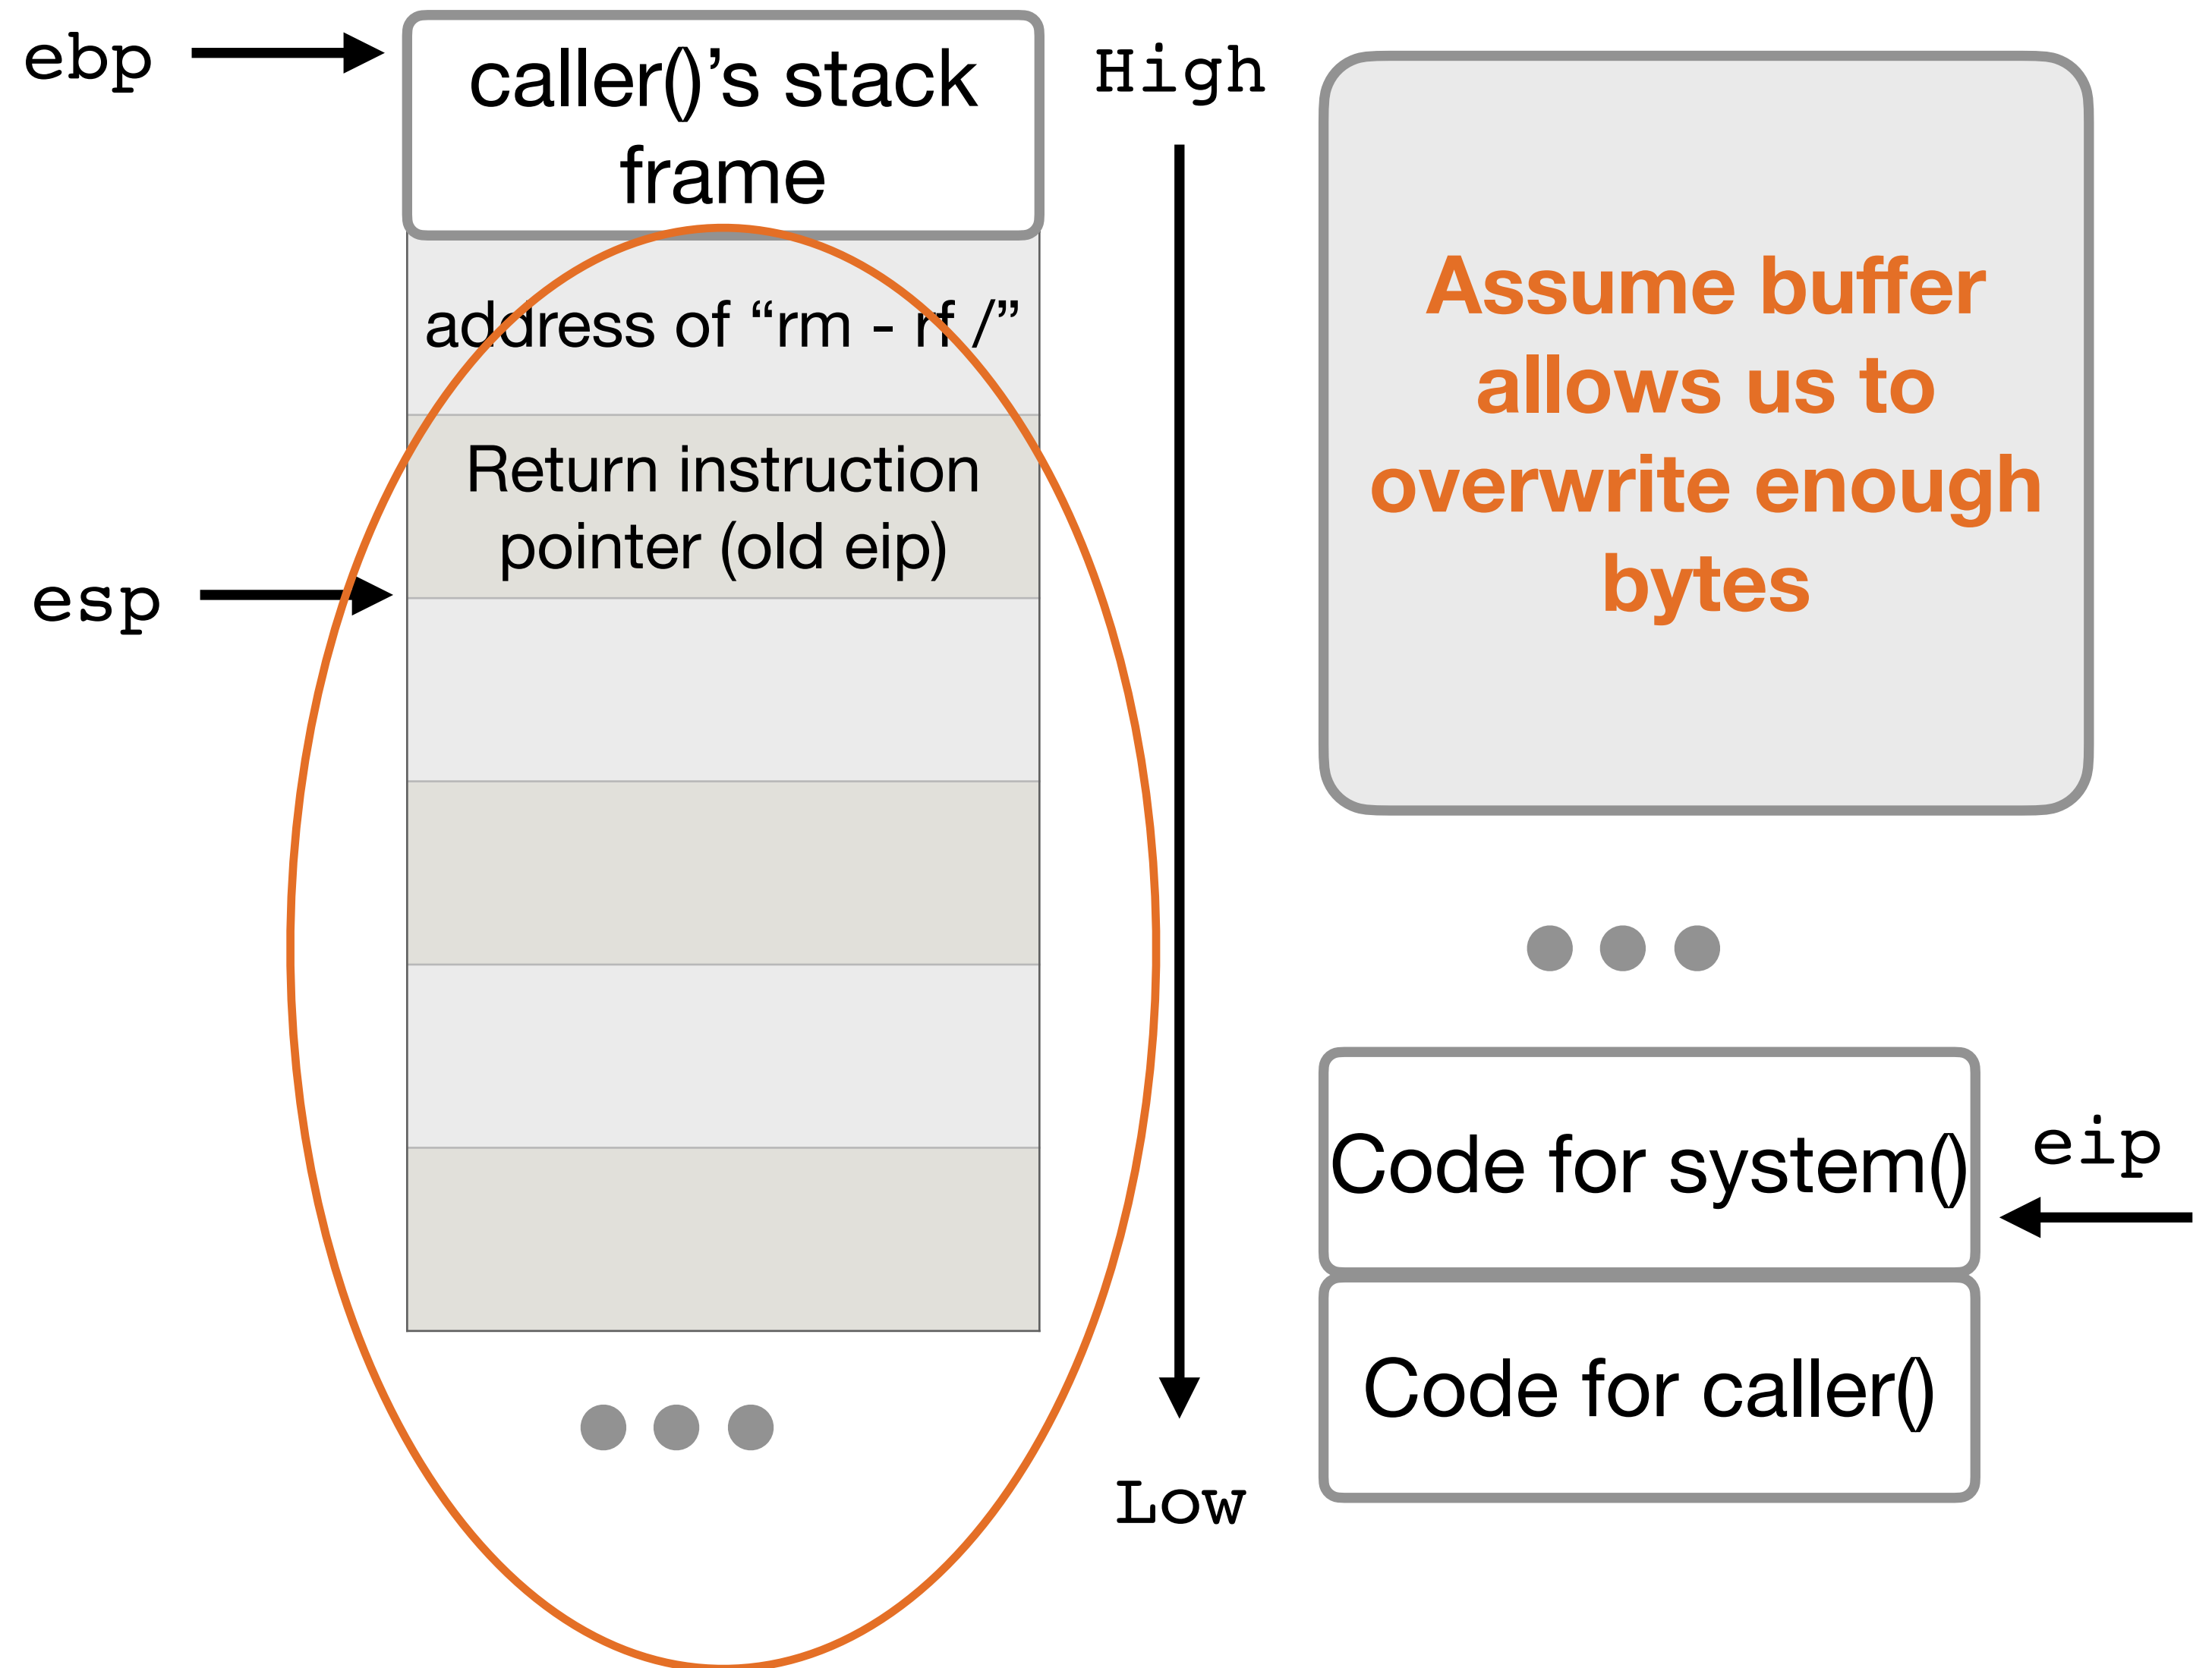 ebp
caller()’s stack
frame
High
address of “rm - rf /”
Return instruction
pointer (old eip)
esp
Assume buffer
allows us to
overwrite enough
bytes
Code for system()
eip
Code for caller()
Low